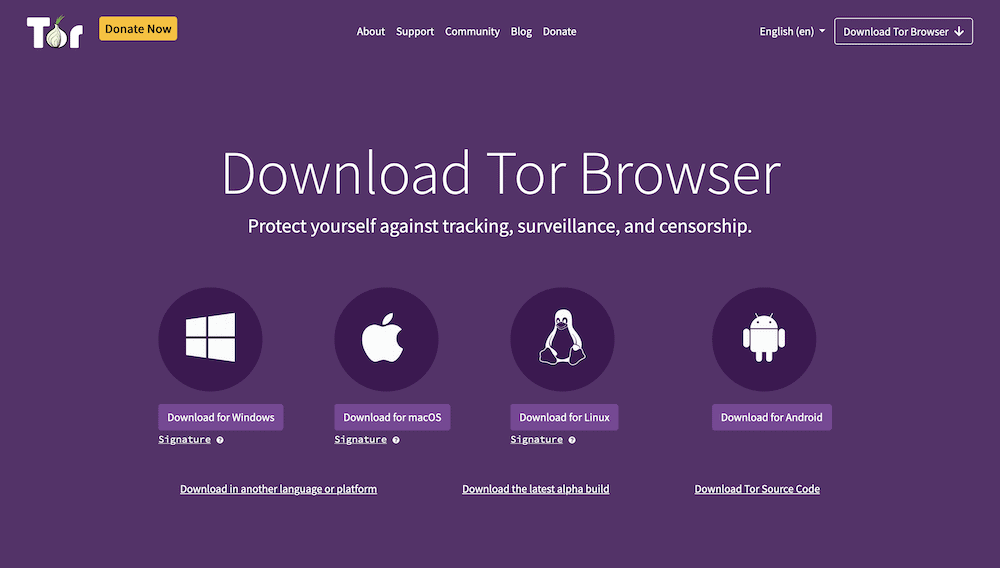 Tor
Donate Now
About Support Community Blog Donate
English (en)
Download Tor Browser
Download Tor Browser
Protect yourself against tracking, surveillance, and censorship.
Download for Windows
Download for macOS
Download for Linux
Download for Android
Signature ?
Signature ?
Signature ?
Download in another language or platform
Download the latest alpha build
Download Tor Source Code